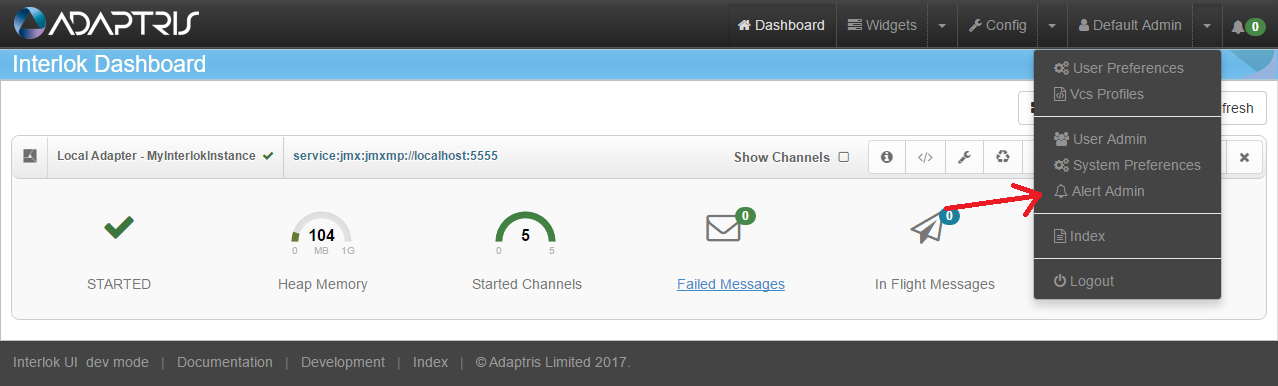 ADAPTRIS
Dashboard Widgets Config Default Admin 0
Interlok Dashboard
User Preferences
Vcs Profiles
fresh
User Admin
System Preferences
Alert Admin
Index
Logout
Local Adapter - MyInterlokInstance service:jmx:jmxmp://localhost:5555 Show Channels
104
0 MB 1G
5
0 5
0
0
STARTED Heap Memory Started Channels Failed Messages In Flight Messages
Interlok UI dev mode | Documentation | Development | Index | © Adaptris Limited 2017.